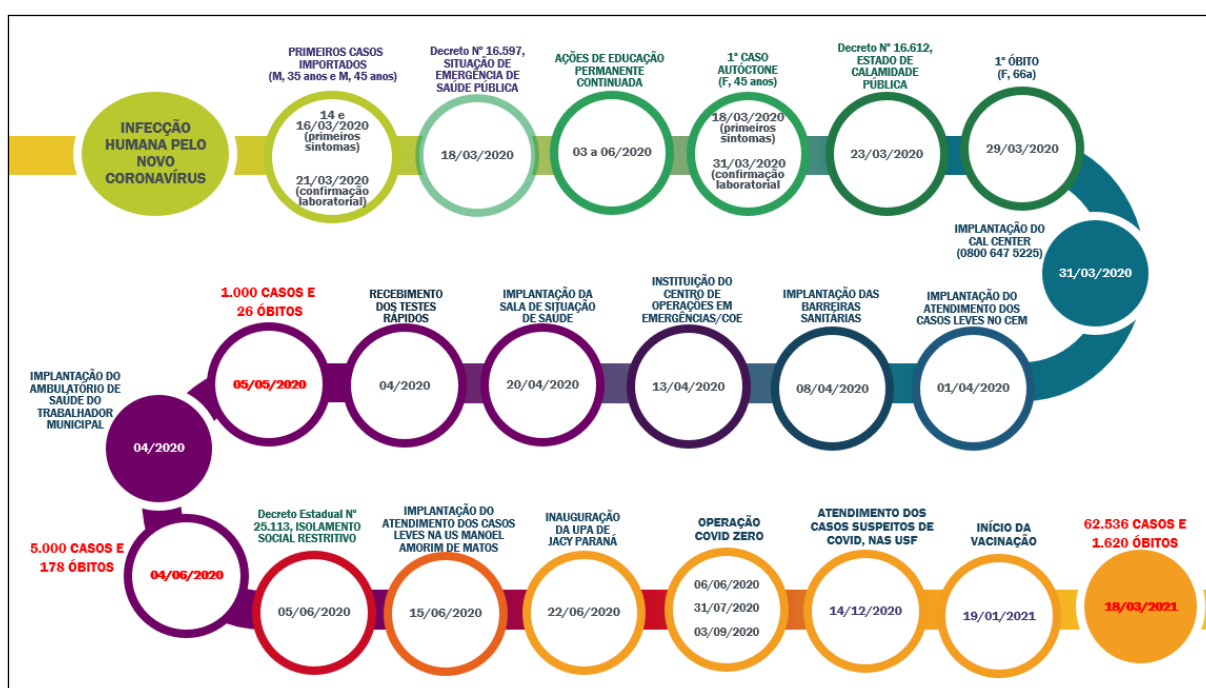 INFECÇÃO
HUMANA PELO
NOVO
CORONAVÍRUS
PRIMEIROS CASOS
IMPORTADOS
(M, 35 anos e M, 45 anos)
14 e
16/03/2020
(primeiros
sintomas)
21/03/2020
(confirmação
laboratorial)
Decreto Nº 16.597,
SITUAÇÃO DE
EMERGÊNCIA DE
SAÚDE PÚBLICA
18/03/2020
AÇÕES DE EDUCAÇÃO
PERMANENTE
CONTINUADA
03 a 06/2020
1º CASO
AUTÓCTONE
(F, 45 anos)
18/03/2020
(primeiros
sintomas)
31/03/2020
(confirmação
laboratorial
Decreto Nº 16.612,
ESTADO DE
CALAMIDADE
PÚBLICA
23/03/2020
1º ÓBITO
(F, 66a)
29/03/2020
IMPLANTAÇÃO DO
CAL CENTER
(0800 647 5225)
31/03/2020
IMPLANTAÇÃO DO
ATENDIMENTO DOS
CASOS LEVES NO CEM
01/04/2020
IMPLANTAÇÃO DAS
BARREIRAS
SANITÁRIAS
08/04/2020
INSTITUIÇÃO DO
CENTRO DE
OPERAÇÕES EM
EMERGÊNCIAS/COE
13/04/2020
IMPLANTAÇÃO DA
SALA DE SITUAÇÃO
DE SAÚDE
20/04/2020
RECEBIMENTO
DOS TESTES
RÁPIDOS
04/2020
1.000 CASOS E
26 ÓBITOS
05/05/2020
IMPLANTAÇÃO DO
AMBULATÓRIO DE
SAÚDE DO
TRABALHADOR
MUNICIPAL
04/2020
5.000 CASOS E
178 ÓBITOS
04/06/2020
Decreto Estadual Nº
25.113, ISOLAMENTO
SOCIAL RESTRITIVO
05/06/2020
IMPLANTAÇÃO DO
ATENDIMENTO DOS CASOS
LEVES NA US MANOEL
AMORIM DE MATOS
15/06/2020
INAUGURAÇÃO
DA UPA DE
JACY PARANÁ
22/06/2020
OPERAÇÃO
COVID ZERO
06/06/2020
31/07/2020
03/09/2020
ATENDIMENTO DOS
CASOS SUSPEITOS DE
COVID, NAS USF
14/12/2020
INÍCIO DA
VACINAÇÃO
19/01/2021
62.536 CASOS E
1.620 ÓBITOS
18/03/2021